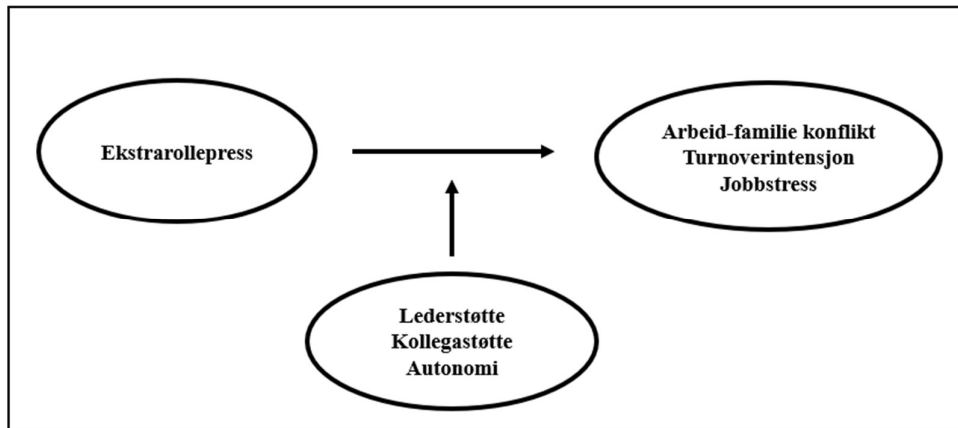 Ekstrarollepress
Arbeid-familie konflikt
Turnoverintensjon
Jobbstress
Lederstøtte
Kollegastøtte
Autonomi